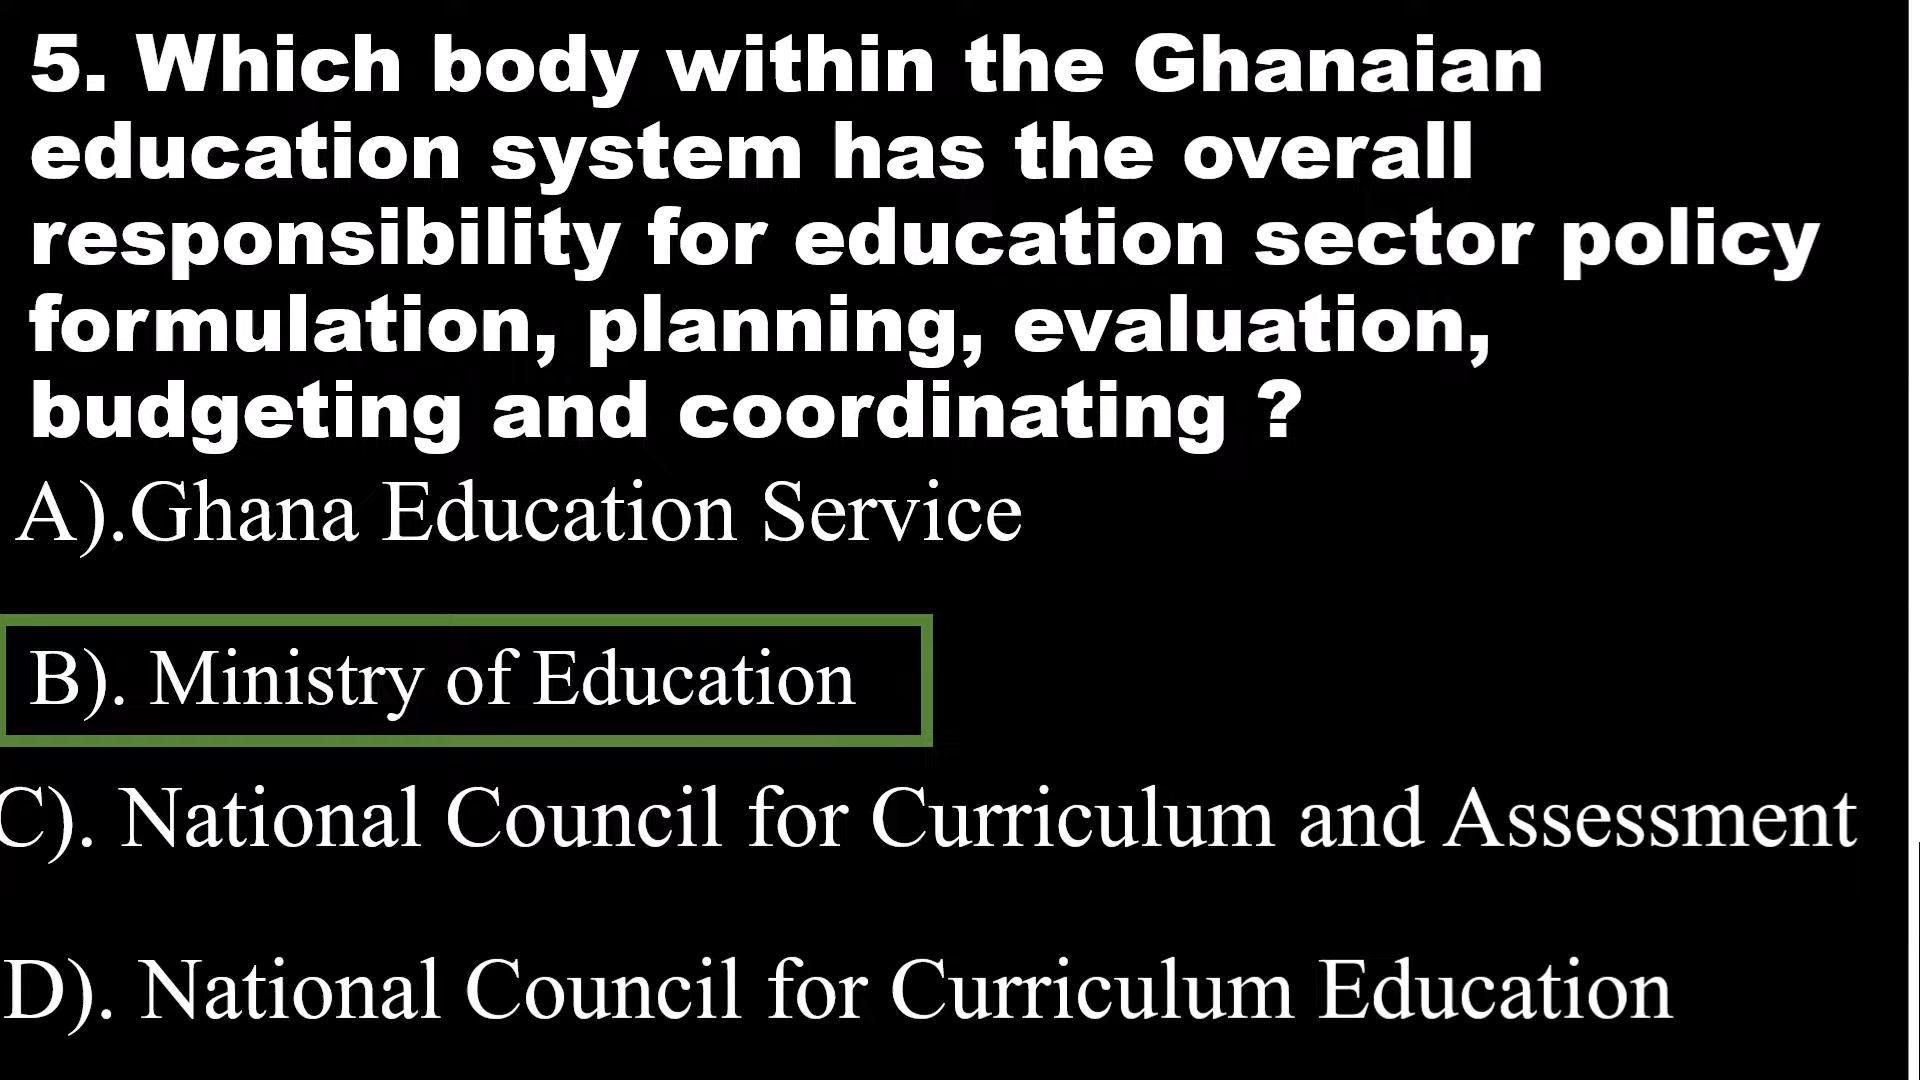 5. Which body within the Ghanaian
education system has the overall
responsibility for education sector policy
formulation, planning, evaluation,
budgeting and coordinating ?
A).Ghana Education Service
B). Ministry of Education
C). National Council for Curriculum and Assessment
D). National Council for Curriculum Education